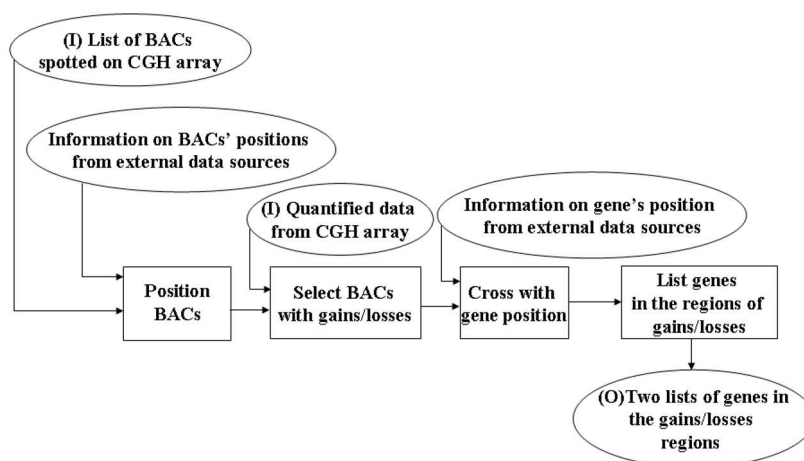 (I) List of BACs
spotted on CGH array
Information on BACs' positions
from external data sources
(I) Quantified data
from CGH array
Information on gene's position
from external data sources
Position
BACs
Select BACs
with gains/losses
Cross with
gene position
List genes
in the regions of
gains/losses
(O)Two lists of genes in
the gains/losses
regions